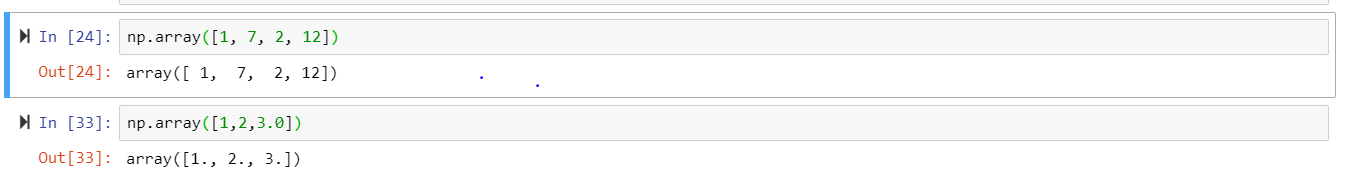 In [24]: np.array([1, 7, 2, 12])
Out[24]: array([ 1,  7,  2, 12])
In [33]: np.array([1,2,3.0])
Out[33]: array([1., 2., 3.])